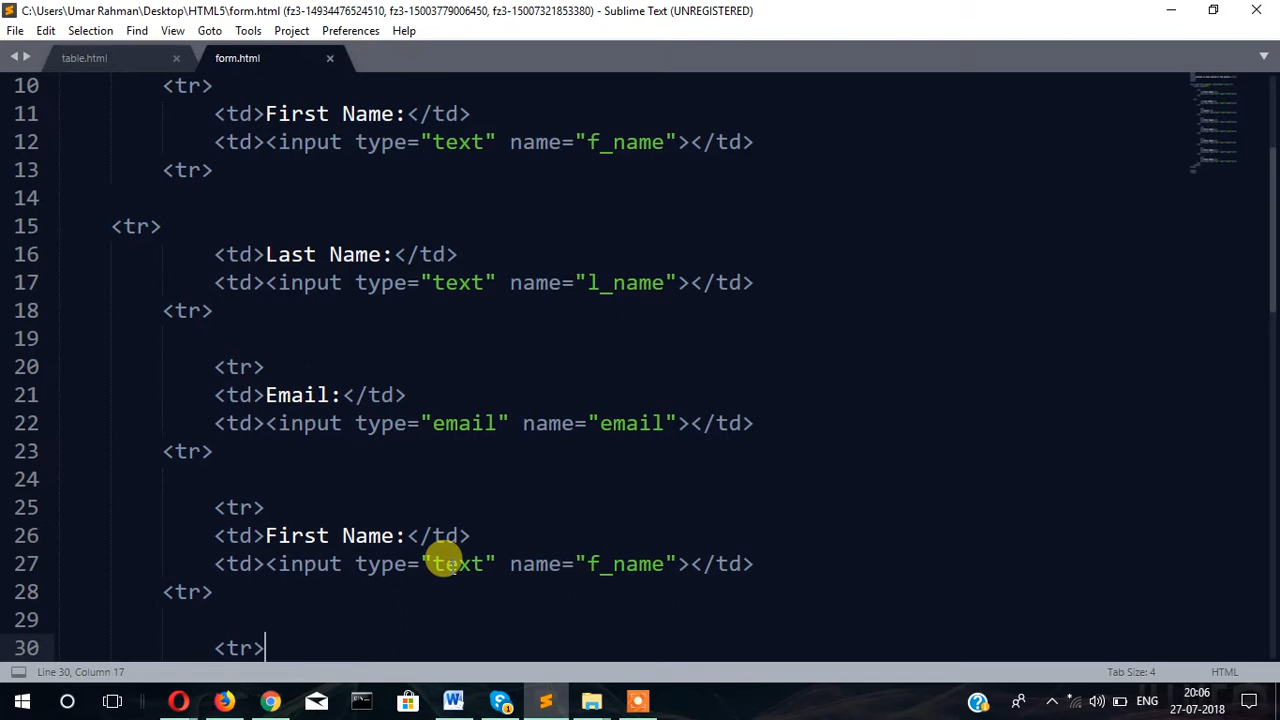 C:\Users\Umar Rahman\Desktop\HTML5\form.html (fz3-14934476524510, fz3-15003779006450, fz3-15007321853380) - Sublime Text (UNREGISTERED)
File Edit Selection Find View Goto Tools Project Preferences Help
table.html × form.html ×
10 <tr>
11 <td>First Name:</td>
12 <td><input type="text" name="f_name"></td>
13 <tr>
14
15 <tr>
16 <td>Last Name:</td>
17 <td><input type="text" name="l_name"></td>
18 <tr>
19
20 <tr>
21 <td>Email:</td>
22 <td><input type="email" name="email"></td>
23 <tr>
24
25 <tr>
26 <td>First Name:</td>
27 <td><input type="text" name="f_name"></td>
28 <tr>
29
30 <tr>
Line 30, Column 17 Tab Size: 4 HTML
ENG 20:06
27-07-2018